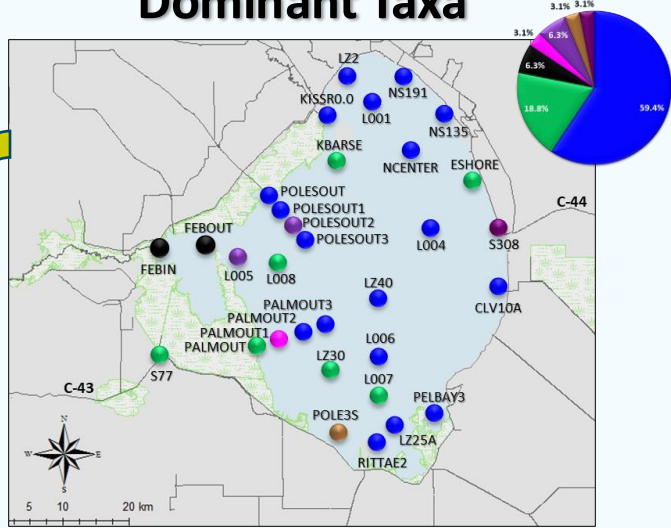 Dominant Taxa
3.1%
3.1%
3.1%
6.3%
6.3%
18.8%
59.4%
LZ2
NS191
KISSR0.0
L001
NS135
KBARSE
NCENTER
ESHORE
C-44
POLESOUT
POLESOUT1
POLESOUT2
POLESOUT3
FEBOUT
FEBIN
L005
L008
L004
S308
LZ40
CLV10A
PALMOUT3
PALMOUT2
PALMOUT1
PALMOUT
L006
LZ30
L007
S77
C-43
PELBAY3
POLE3S
LZ25A
RITTAE2
N
W
E
S
5 10 20 km